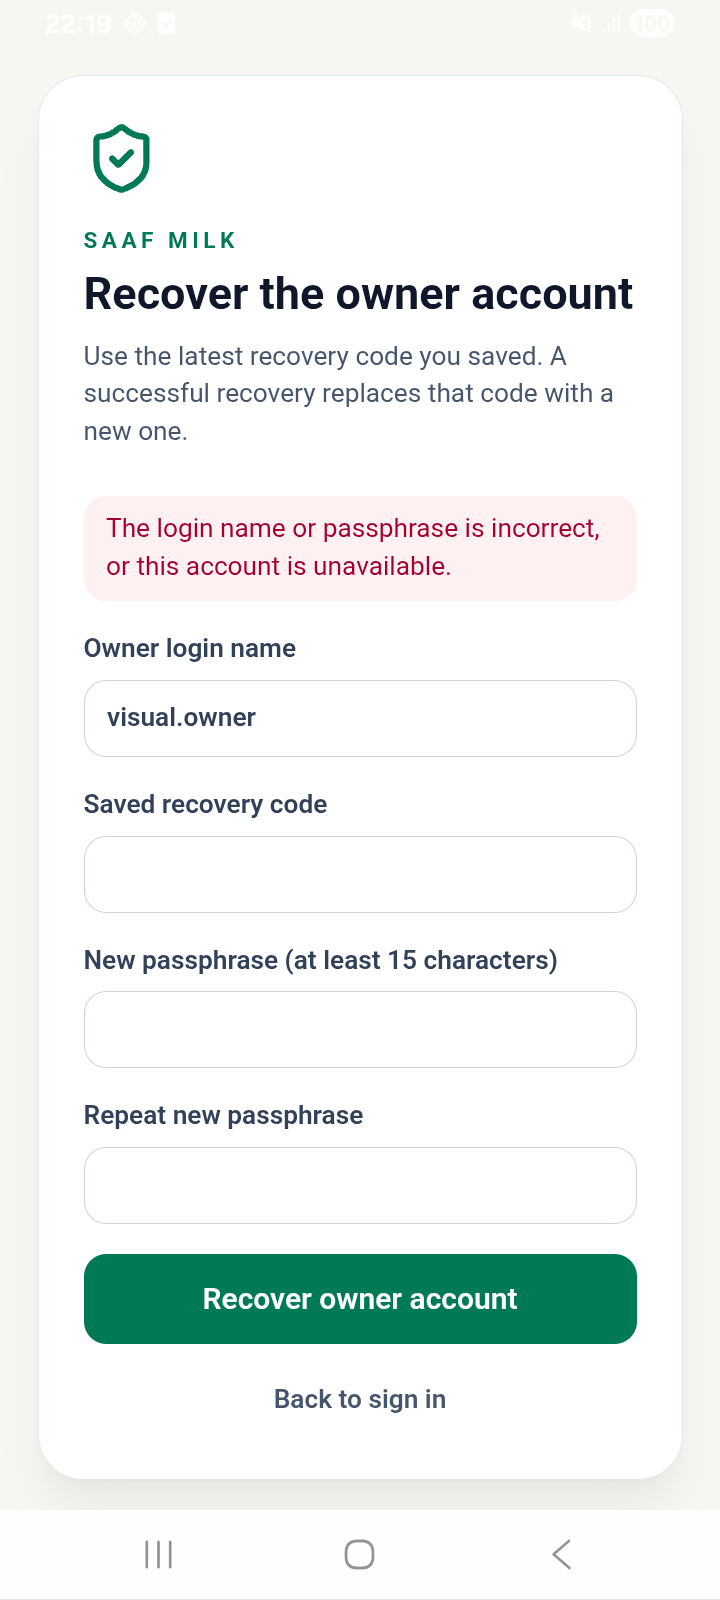 22:19
100
SAAF MILK
Recover the owner account
Use the latest recovery code you saved. A
successful recovery replaces that code with a
new one.
The login name or passphrase is incorrect,
or this account is unavailable.
Owner login name
visual.owner
Saved recovery code
New passphrase (at least 15 characters)
Repeat new passphrase
Recover owner account
Back to sign in